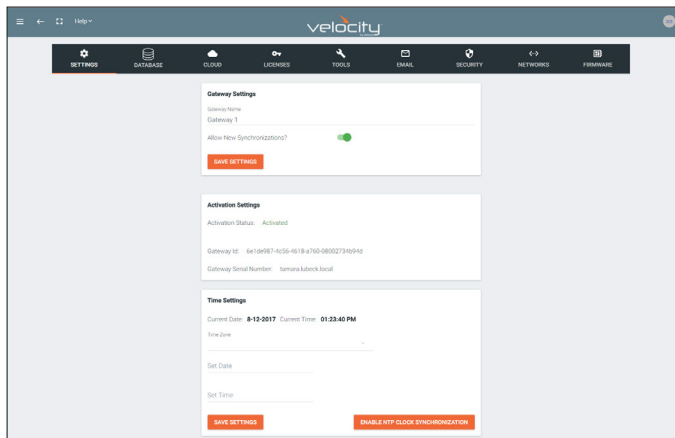 Help
velocity
SETTINGS
DATABASE
CLOUD
LICENSES
TOOLS
EMAIL
SECURITY
NETWORKS
FIRMWARE
Gateway Settings
Gateway Name
Gateway 1
Allow New Synchronizations?
SAVE SETTINGS
Activation Settings
Activation Status: Activated
Gateway Id: 6e1de987-4c56-4618-a760-08002734b94d
Gateway Serial Number: tamara.lubeck.local
Time Settings
Current Date: 8-12-2017 Current Time: 01:23:40 PM
Time Zone
Set Date
Set Time
SAVE SETTINGS
ENABLE NTP CLOCK SYNCHRONIZATION